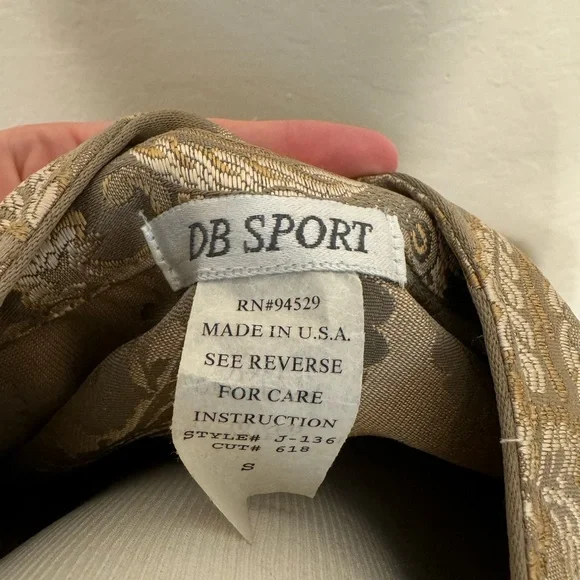 DB SPORT
RN#94529
MADE IN U.S.A.
SEE REVERSE
FOR CARE
INSTRUCTION
STYLE# J-136
CUT# 618
S